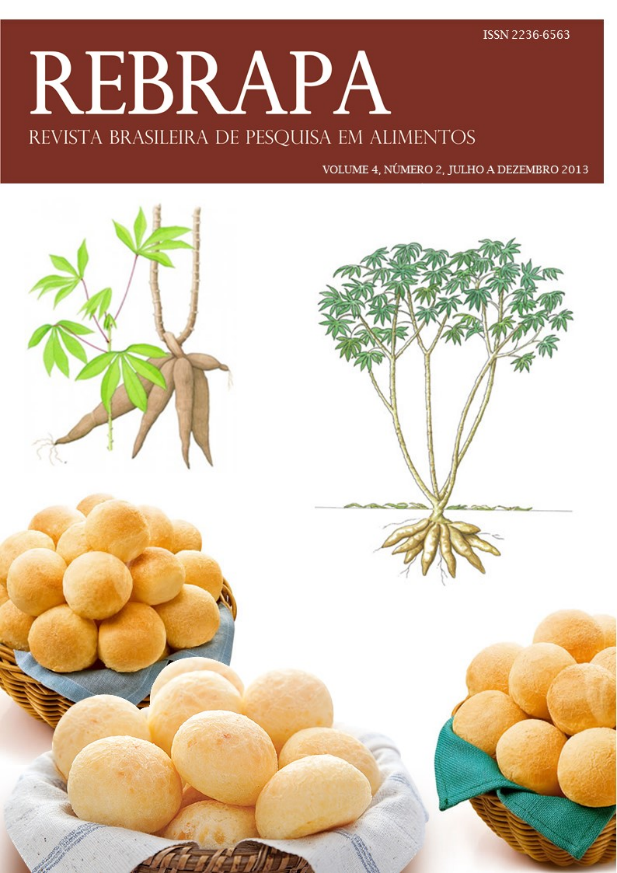 ISSN 2236-6563
REBRAPA
REVISTA BRASILEIRA DE PESQUISA EM ALIMENTOS
VOLUME 4, NÚMERO 2, JULHO A DEZEMBRO 2013